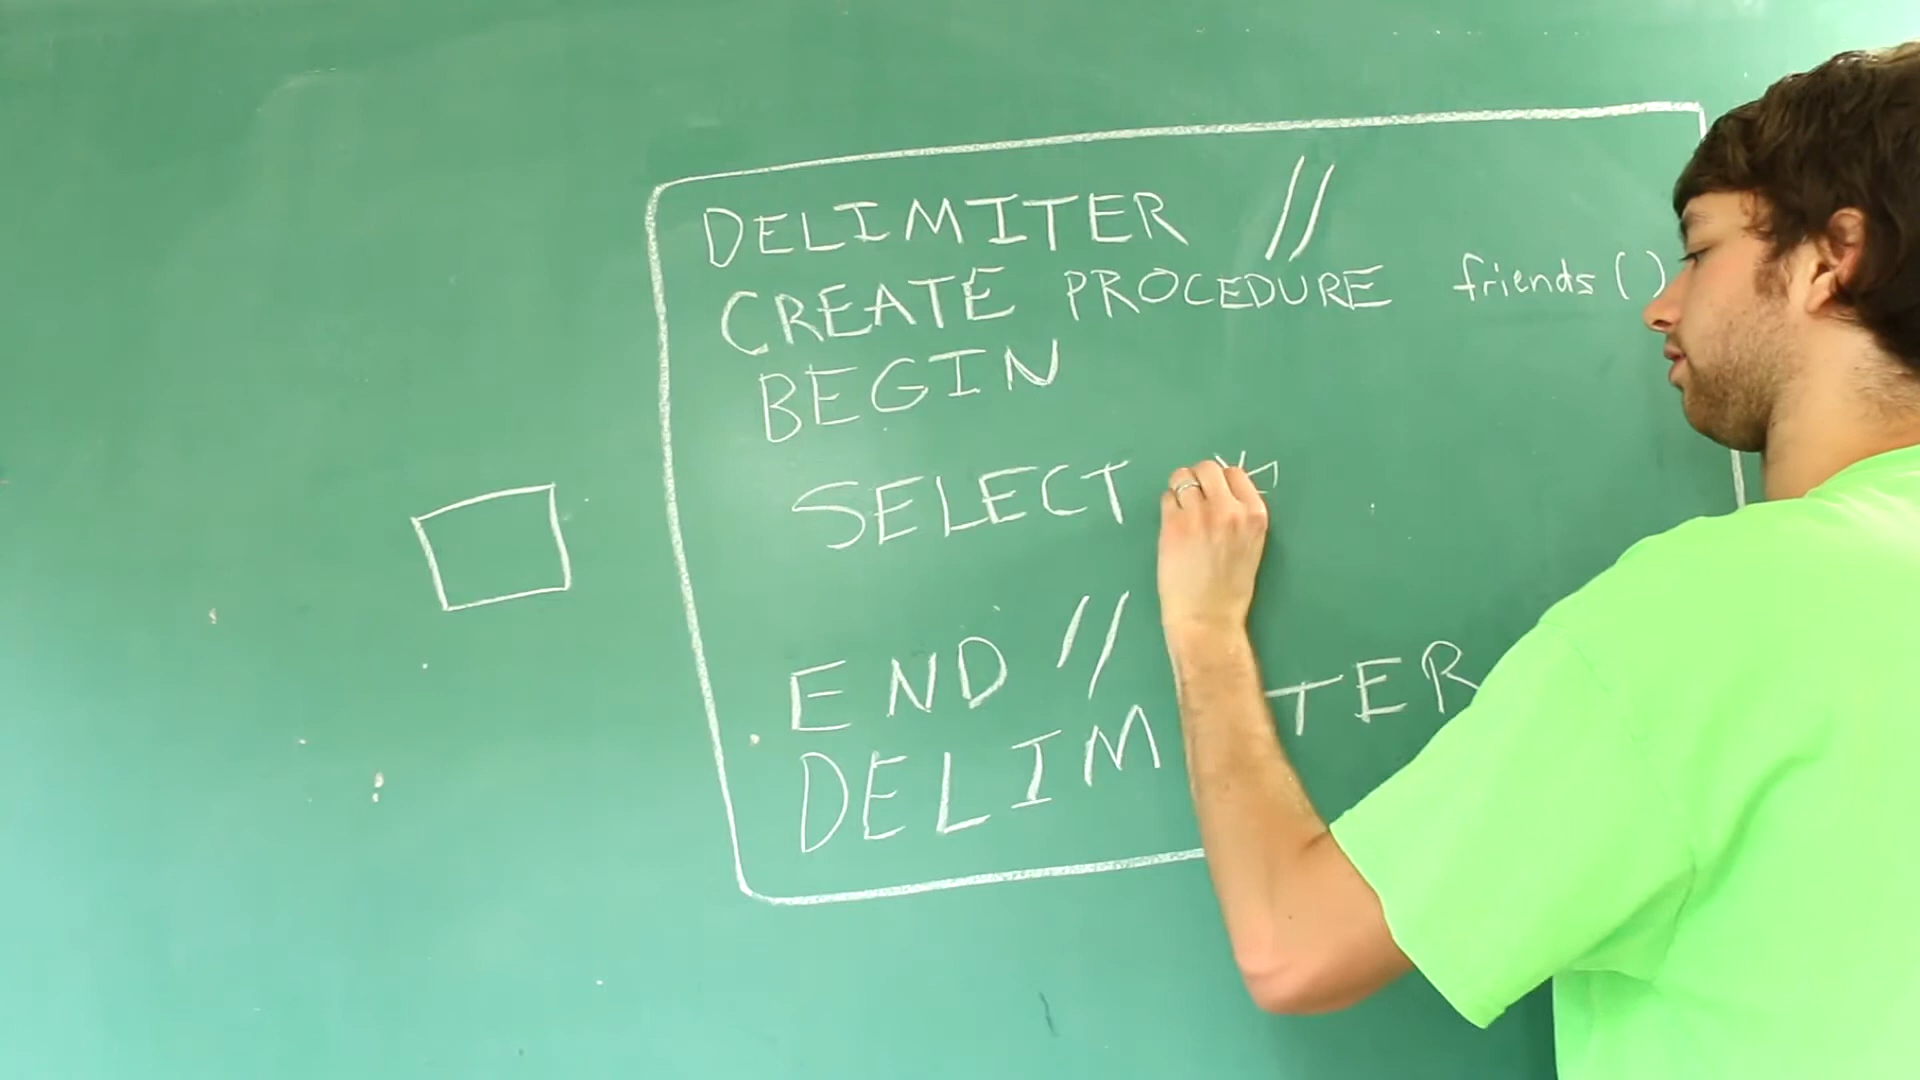 DELIMITER //
CREATE PROCEDURE friends()
BEGIN
SELECT *
END //
DELIM TER